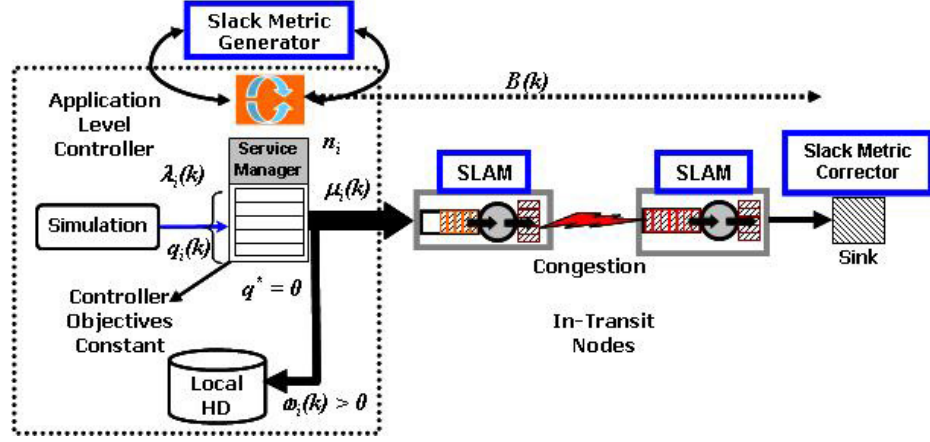 Slack Metric
Generator
B(k)
Application
Level
Controller
Service
Manager
n_i
λ_i(k)
μ_i(k)
SLAM
SLAM
Slack Metric
Corrector
Simulation
q_i(k)
Congestion
Sink
q* = 0
Controller
Objectives
Constant
In-Transit
Nodes
Local
HD
ω_i(k) > 0